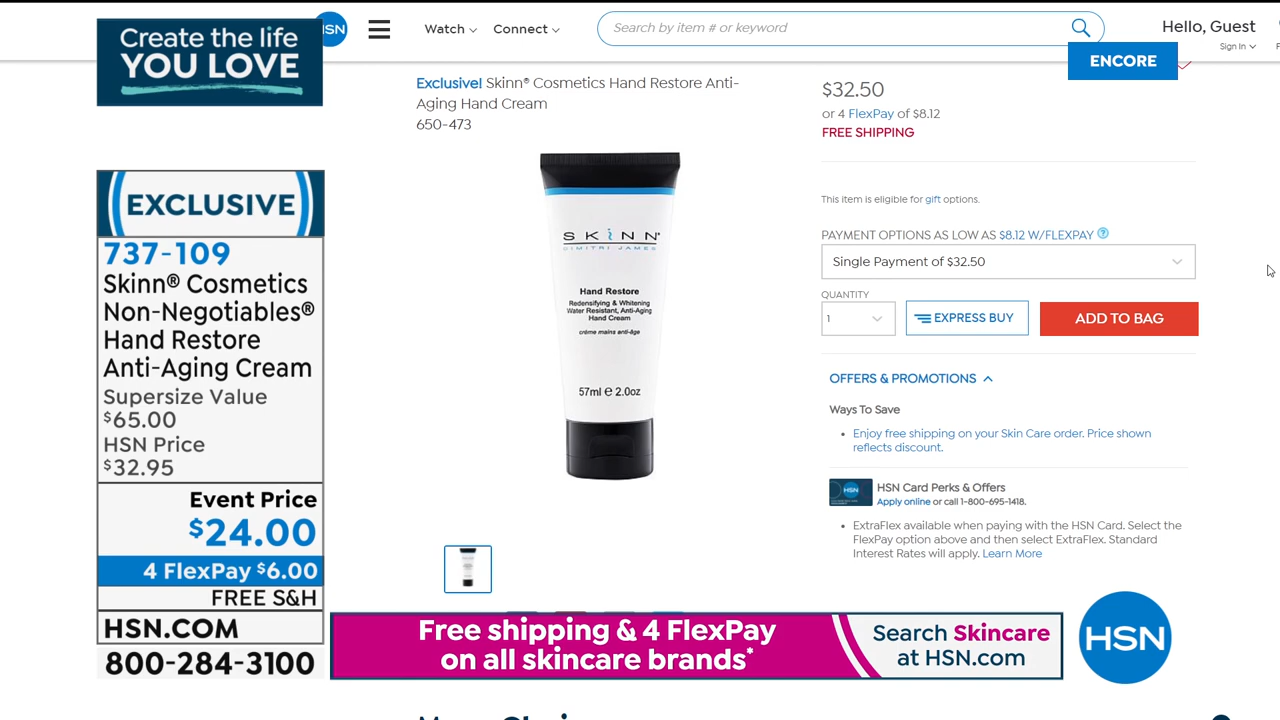 Create the life
YOU LOVE
HSN
Watch
Connect
Search by item # or keyword
Hello, Guest
Sign In
ENCORE
Exclusive! Skinn® Cosmetics Hand Restore Anti-
Aging Hand Cream
650-473
$32.50
or 4 FlexPay of $8.12
FREE SHIPPING
This item is eligible for gift options.
PAYMENT OPTIONS AS LOW AS $8.12 W/FLEXPAY ?
Single Payment of $32.50
QUANTITY
1
EXPRESS BUY
ADD TO BAG
OFFERS & PROMOTIONS
Ways To Save
• Enjoy free shipping on your Skin Care order. Price shown
reflects discount.
HSN
HSN Card Perks & Offers
Apply online or call 1-800-695-1418.
• ExtraFlex available when paying with the HSN Card. Select the
FlexPay option above and then select ExtraFlex. Standard
Interest Rates will apply. Learn More
SKiNN®
DIMITRI JAMES
Hand Restore
Redensifying & Whitening
Water Resistant, Anti-Aging
Hand Cream
crème mains anti-âge
57ml ℮ 2.0oz
EXCLUSIVE
737-109
Skinn® Cosmetics
Non-Negotiables®
Hand Restore
Anti-Aging Cream
Supersize Value
$65.00
HSN Price
$32.95
Event Price
$24.00
4 FlexPay $6.00
FREE S&H
HSN.COM
800-284-3100
Free shipping & 4 FlexPay
on all skincare brands*
Search Skincare
at HSN.com
HSN